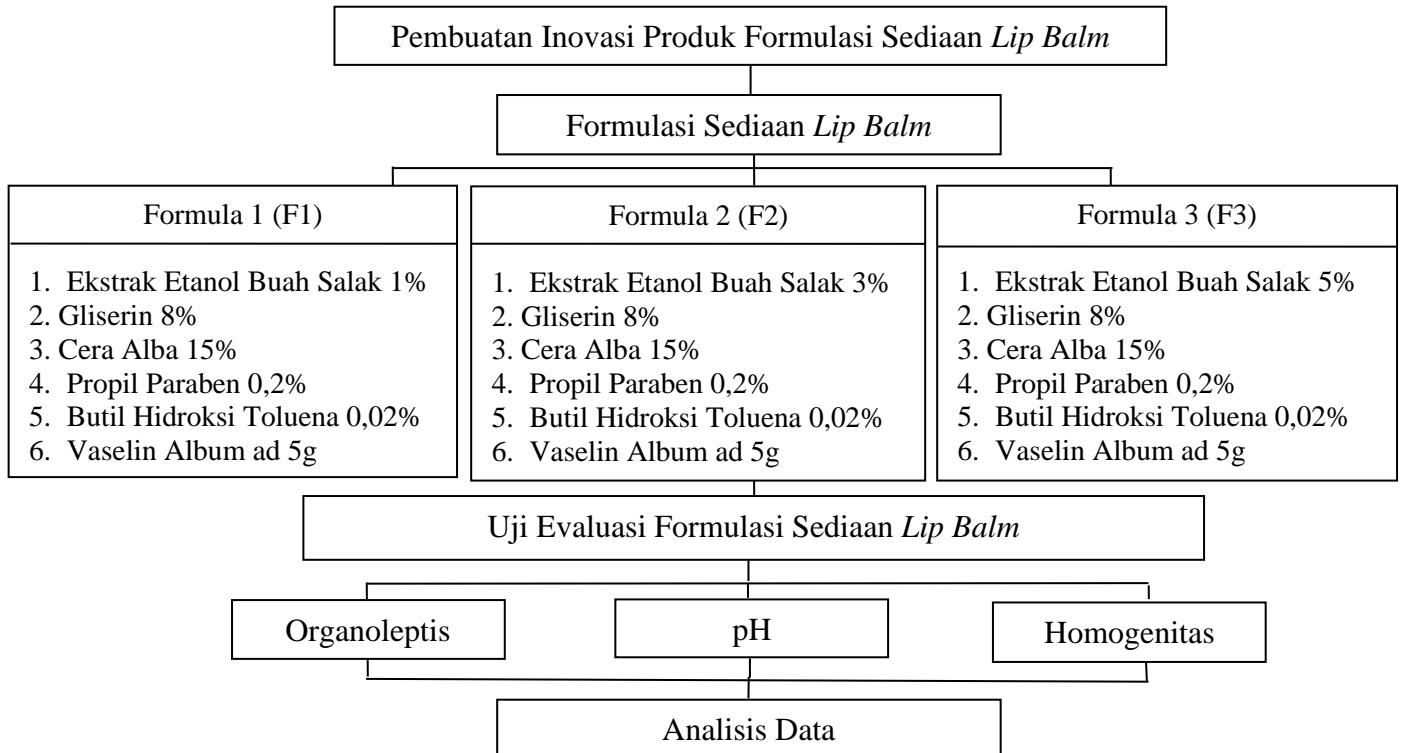 Pembuatan Inovasi Produk Formulasi Sediaan Lip Balm
Formulasi Sediaan Lip Balm
Formula 1 (F1)
1. Ekstrak Etanol Buah Salak 1%
2. Gliserin 8%
3. Cera Alba 15%
4. Propil Paraben 0,2%
5. Butil Hidroksi Toluena 0,02%
6. Vaselin Album ad 5g
Formula 2 (F2)
1. Ekstrak Etanol Buah Salak 3%
2. Gliserin 8%
3. Cera Alba 15%
4. Propil Paraben 0,2%
5. Butil Hidroksi Toluena 0,02%
6. Vaselin Album ad 5g
Formula 3 (F3)
1. Ekstrak Etanol Buah Salak 5%
2. Gliserin 8%
3. Cera Alba 15%
4. Propil Paraben 0,2%
5. Butil Hidroksi Toluena 0,02%
6. Vaselin Album ad 5g
Uji Evaluasi Formulasi Sediaan Lip Balm
Organoleptis
pH
Homogenitas
Analisis Data